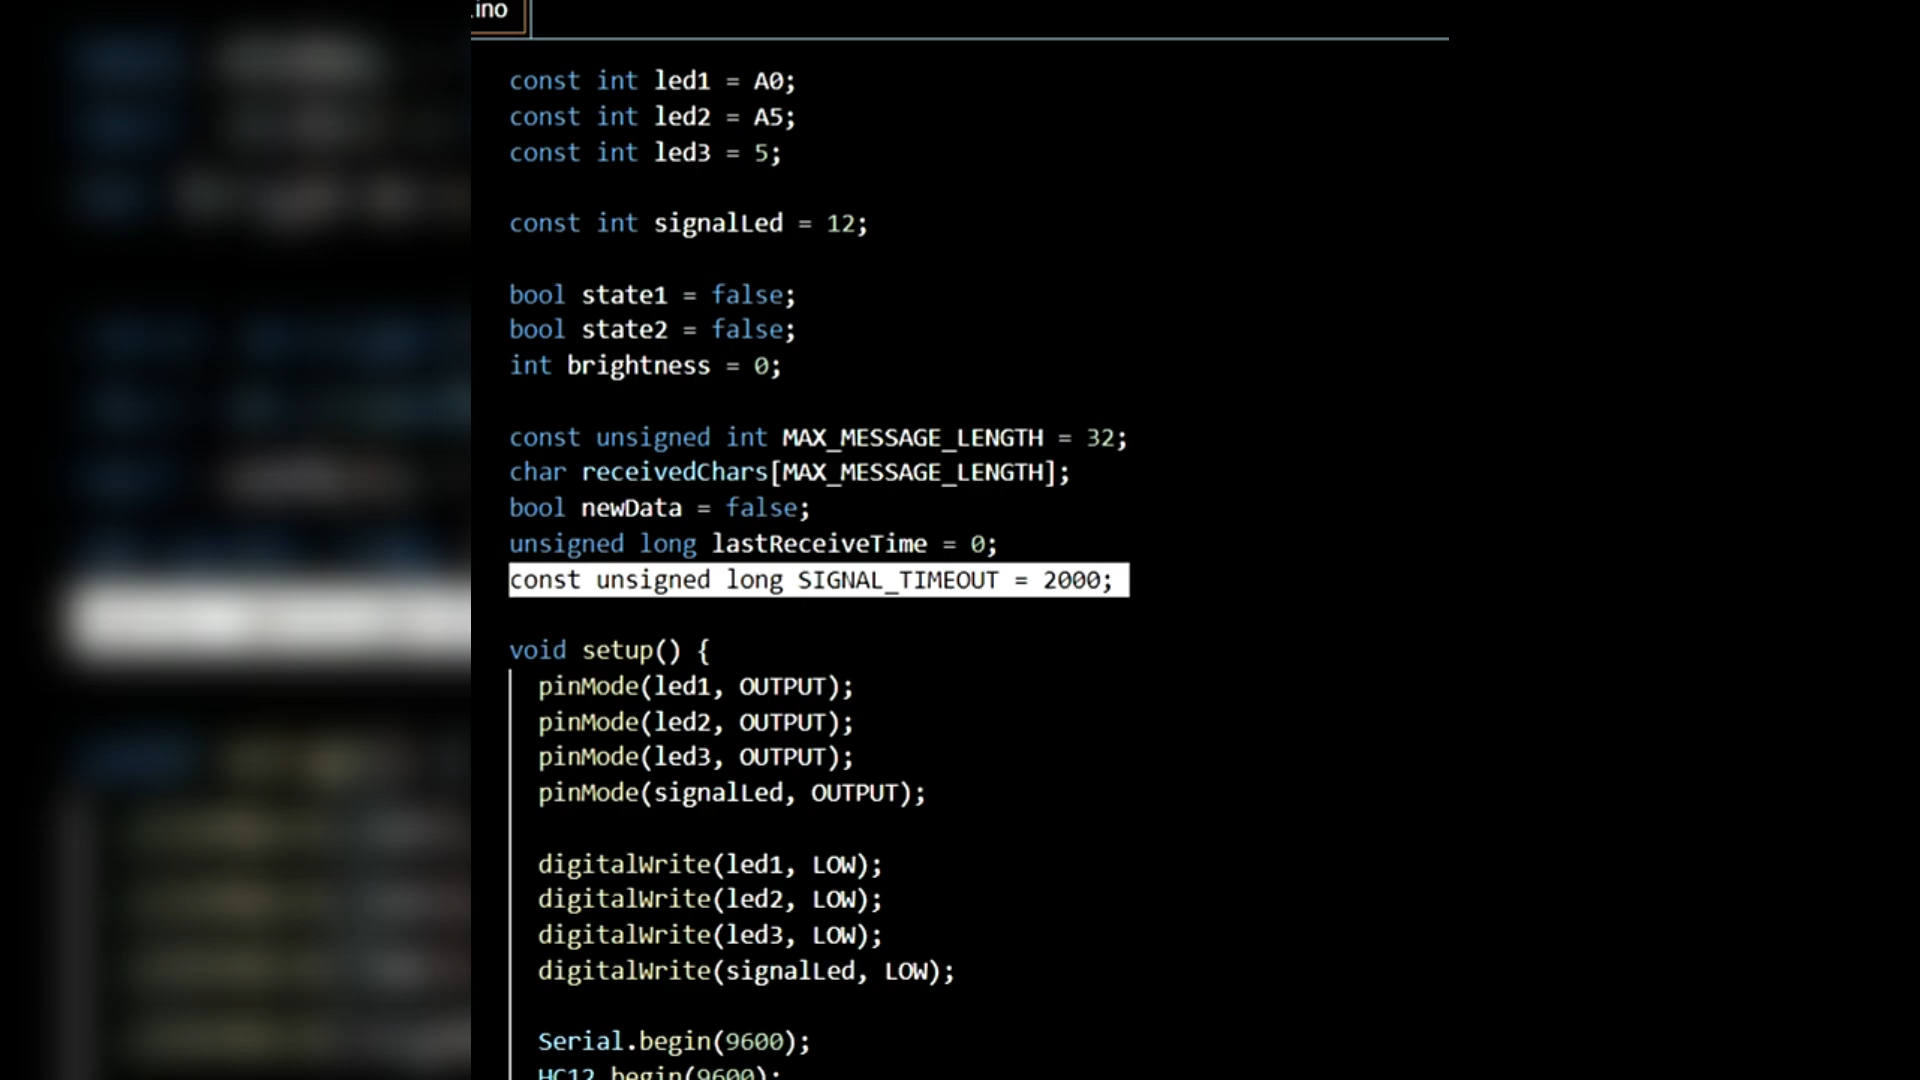 .ino
const int led1 = A0;
const int led2 = A5;
const int led3 = 5;
const int signalLed = 12;
bool state1 = false;
bool state2 = false;
int brightness = 0;
const unsigned int MAX_MESSAGE_LENGTH = 32;
char receivedChars[MAX_MESSAGE_LENGTH];
bool newData = false;
unsigned long lastReceiveTime = 0;
const unsigned long SIGNAL_TIMEOUT = 2000;
void setup() {
pinMode(led1, OUTPUT);
pinMode(led2, OUTPUT);
pinMode(led3, OUTPUT);
pinMode(signalLed, OUTPUT);
digitalWrite(led1, LOW);
digitalWrite(led2, LOW);
digitalWrite(led3, LOW);
digitalWrite(signalLed, LOW);
Serial.begin(9600);
HC12.begin(9600);